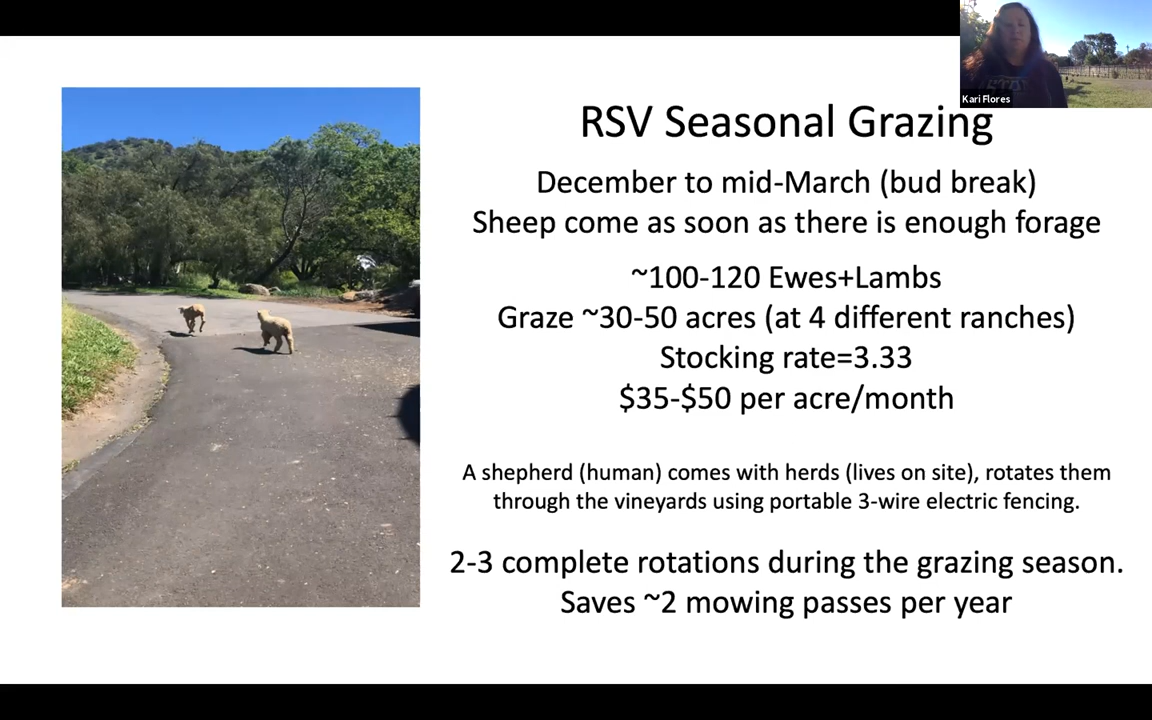 Kari Flores
RSV Seasonal Grazing
December to mid-March (bud break)
Sheep come as soon as there is enough forage
~100-120 Ewes+Lambs
Graze ~30-50 acres (at 4 different ranches)
Stocking rate=3.33
$35-$50 per acre/month
A shepherd (human) comes with herds (lives on site), rotates them
through the vineyards using portable 3-wire electric fencing.
2-3 complete rotations during the grazing season.
Saves ~2 mowing passes per year